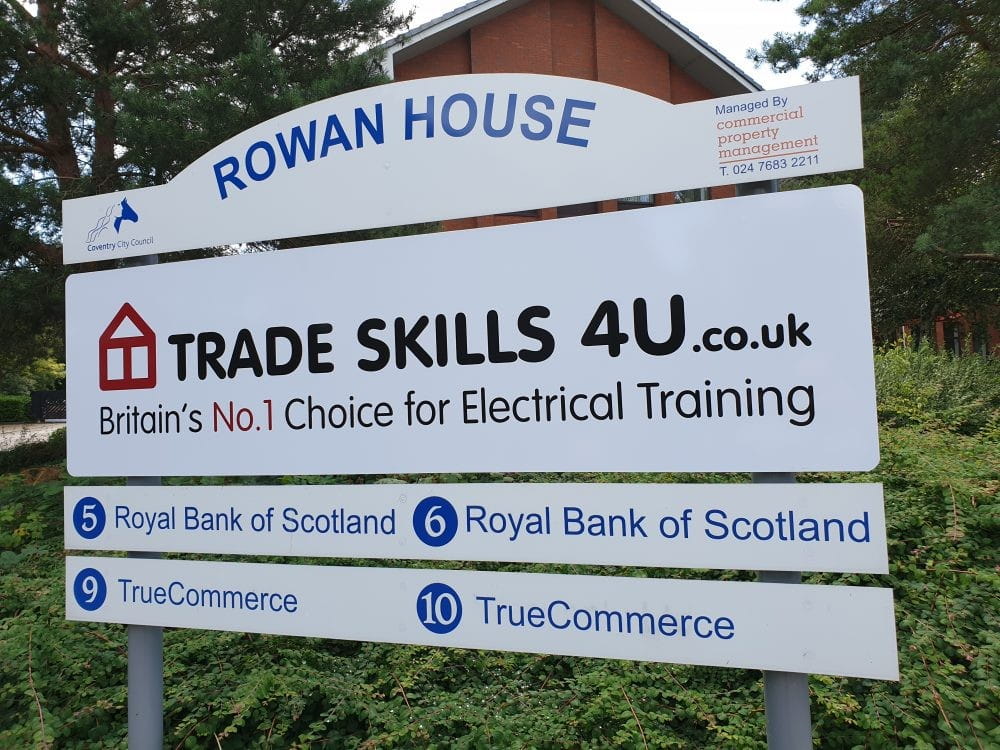 ROWAN HOUSE
Managed By
commercial
property
management
T. 024 7683 2211
Coventry City Council
TRADE SKILLS 4U.co.uk
Britain's No.1 Choice for Electrical Training
5 Royal Bank of Scotland 6 Royal Bank of Scotland
9 TrueCommerce 10 TrueCommerce